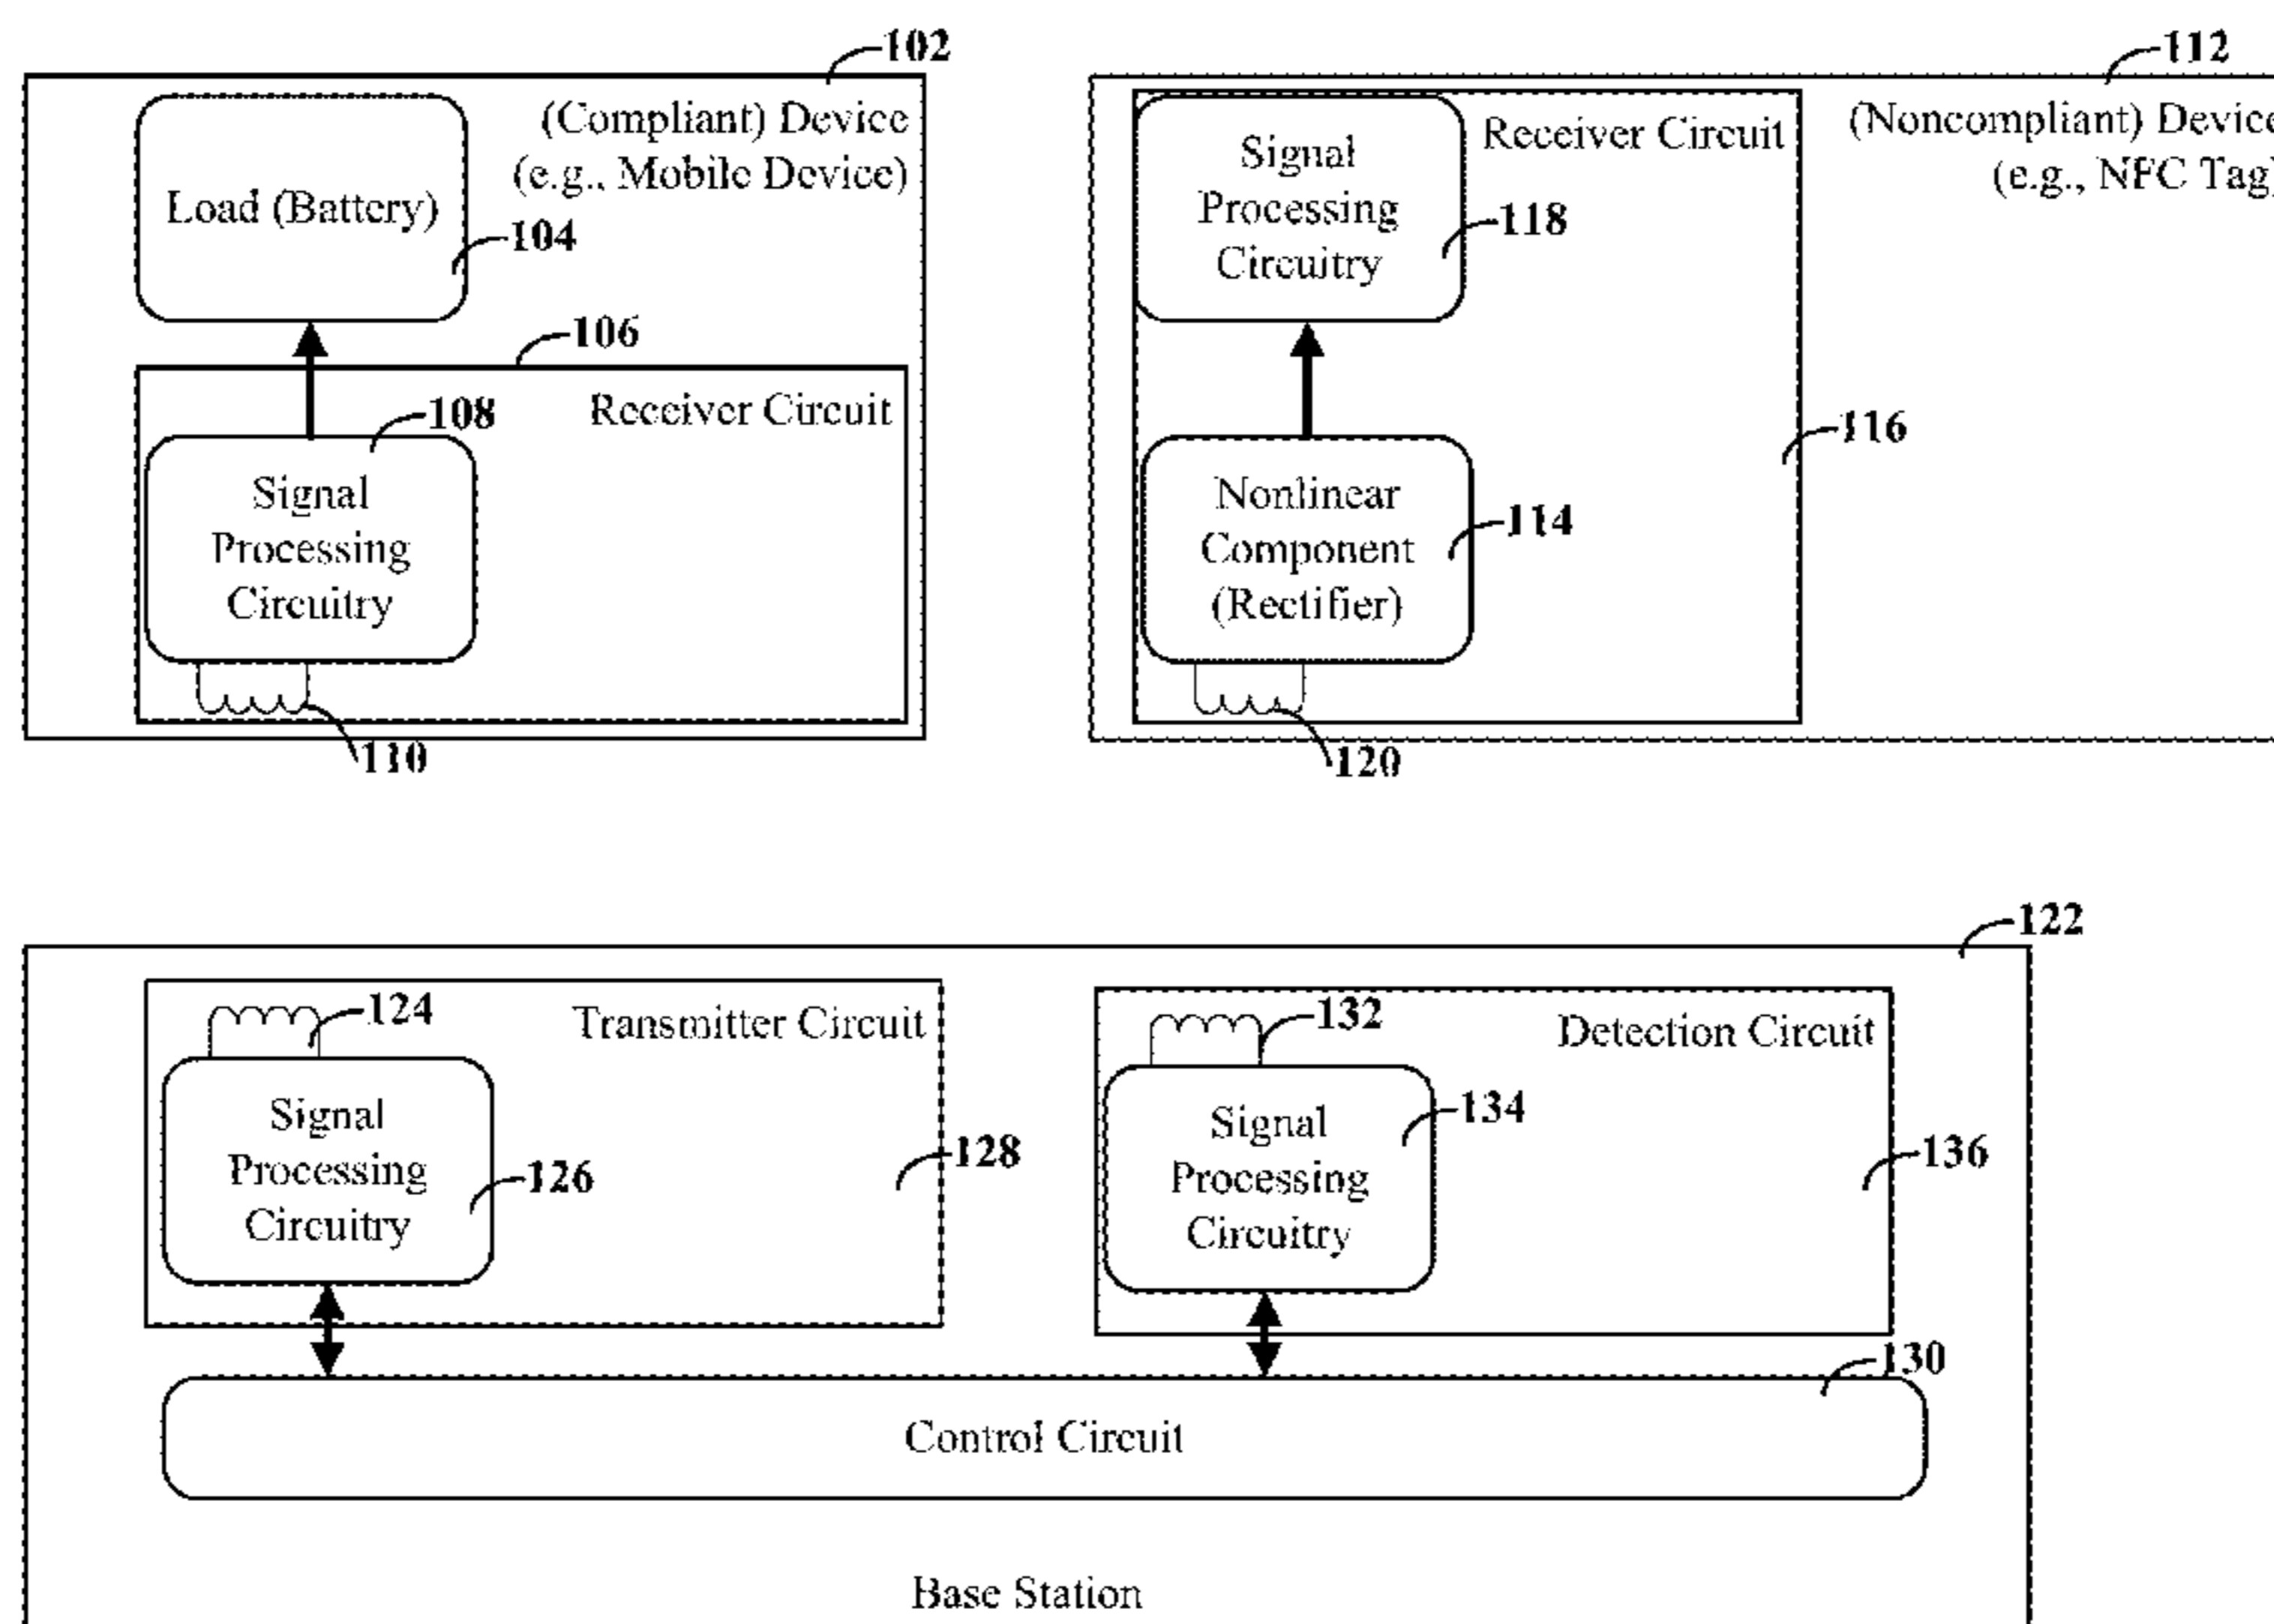 102
(Compliant) Device
(e.g., Mobile Device)
Load (Battery)
104
106
Receiver Circuit
108
Signal
Processing
Circuitry
110
112
(Noncompliant) Device
(e.g., NFC Tag)
Receiver Circuit
Signal
Processing
Circuitry
118
116
Nonlinear
Component
(Rectifier)
114
120
122
124
Transmitter Circuit
Signal
Processing
Circuitry
126
128
132
Detection Circuit
Signal
Processing
Circuitry
134
136
130
Control Circuit
Base Station